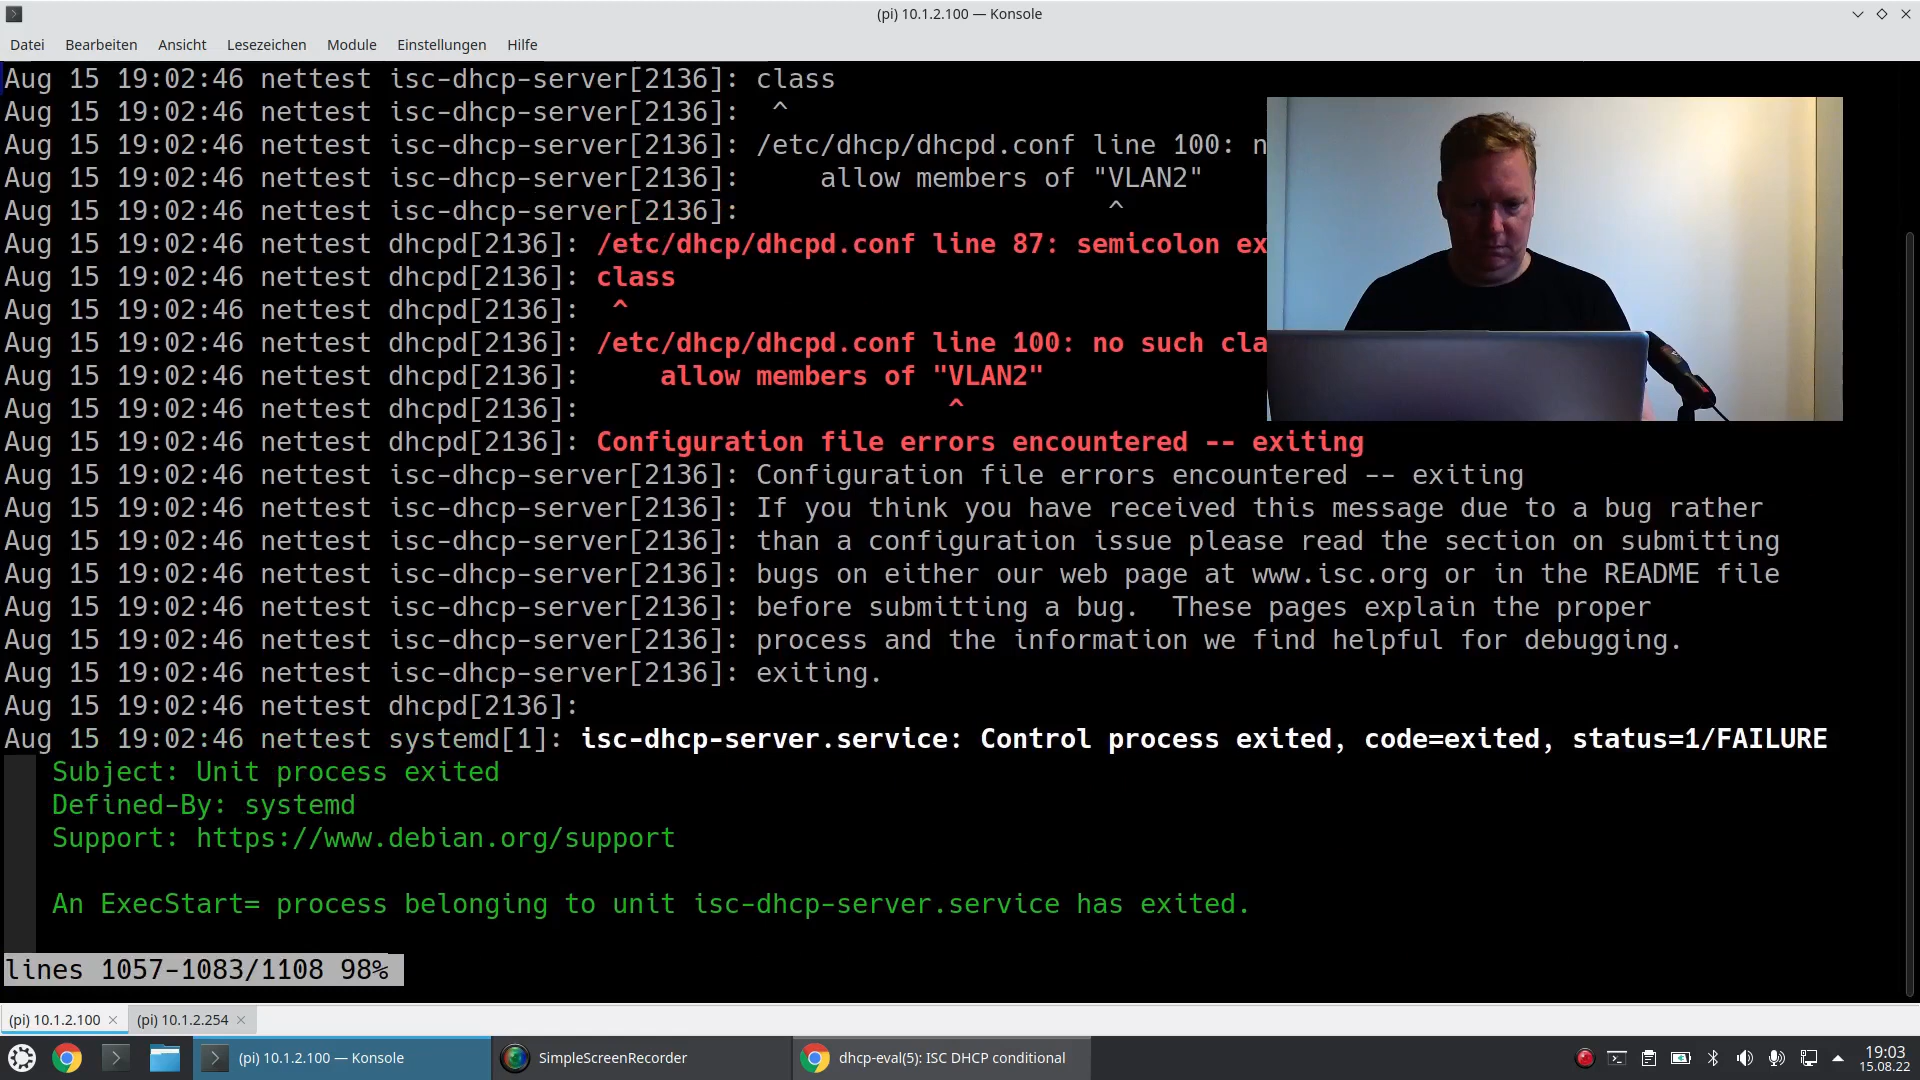 (pi) 10.1.2.100 — Konsole
Datei Bearbeiten Ansicht Lesezeichen Module Einstellungen Hilfe
Aug 15 19:02:46 nettest isc-dhcp-server[2136]: class
Aug 15 19:02:46 nettest isc-dhcp-server[2136]:  ^
Aug 15 19:02:46 nettest isc-dhcp-server[2136]: /etc/dhcp/dhcpd.conf line 100: n
Aug 15 19:02:46 nettest isc-dhcp-server[2136]:     allow members of "VLAN2"
Aug 15 19:02:46 nettest isc-dhcp-server[2136]:                       ^
Aug 15 19:02:46 nettest dhcpd[2136]: /etc/dhcp/dhcpd.conf line 87: semicolon ex
Aug 15 19:02:46 nettest dhcpd[2136]: class
Aug 15 19:02:46 nettest dhcpd[2136]:  ^
Aug 15 19:02:46 nettest dhcpd[2136]: /etc/dhcp/dhcpd.conf line 100: no such cla
Aug 15 19:02:46 nettest dhcpd[2136]:     allow members of "VLAN2"
Aug 15 19:02:46 nettest dhcpd[2136]:                       ^
Aug 15 19:02:46 nettest dhcpd[2136]: Configuration file errors encountered -- exiting
Aug 15 19:02:46 nettest isc-dhcp-server[2136]: Configuration file errors encountered -- exiting
Aug 15 19:02:46 nettest isc-dhcp-server[2136]: If you think you have received this message due to a bug rather
Aug 15 19:02:46 nettest isc-dhcp-server[2136]: than a configuration issue please read the section on submitting
Aug 15 19:02:46 nettest isc-dhcp-server[2136]: bugs on either our web page at www.isc.org or in the README file
Aug 15 19:02:46 nettest isc-dhcp-server[2136]: before submitting a bug.  These pages explain the proper
Aug 15 19:02:46 nettest isc-dhcp-server[2136]: process and the information we find helpful for debugging.
Aug 15 19:02:46 nettest isc-dhcp-server[2136]: exiting.
Aug 15 19:02:46 nettest dhcpd[2136]:
Aug 15 19:02:46 nettest systemd[1]: isc-dhcp-server.service: Control process exited, code=exited, status=1/FAILURE
Subject: Unit process exited
Defined-By: systemd
Support: https://www.debian.org/support
An ExecStart= process belonging to unit isc-dhcp-server.service has exited.
lines 1057-1083/1108 98%
(pi) 10.1.2.100 (pi) 10.1.2.254
(pi) 10.1.2.100 — Konsole SimpleScreenRecorder dhcp-eval(5): ISC DHCP conditional 19:03
15.08.22